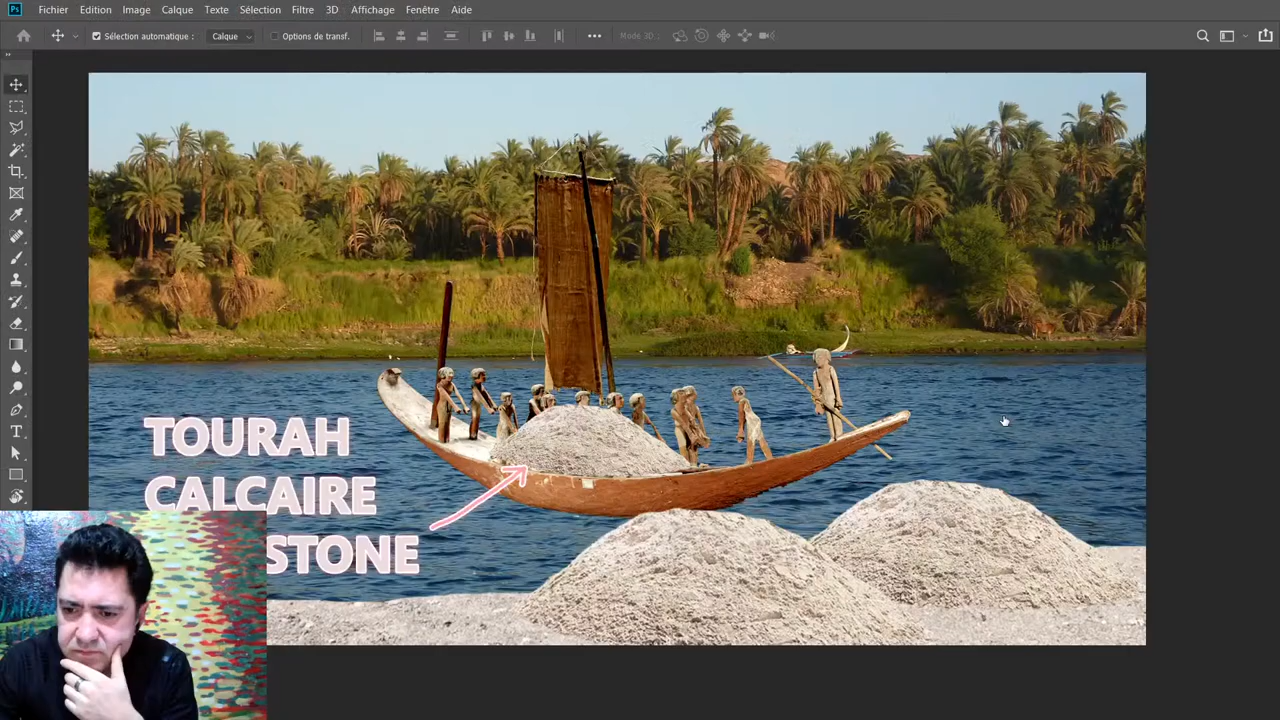 Ps Fichier Edition Image Calque Texte Sélection Filtre 3D Affichage Fenêtre Aide
Sélection automatique : Calque Options de transf. Mode 3D :
TOURAH
CALCAIRE
STONE